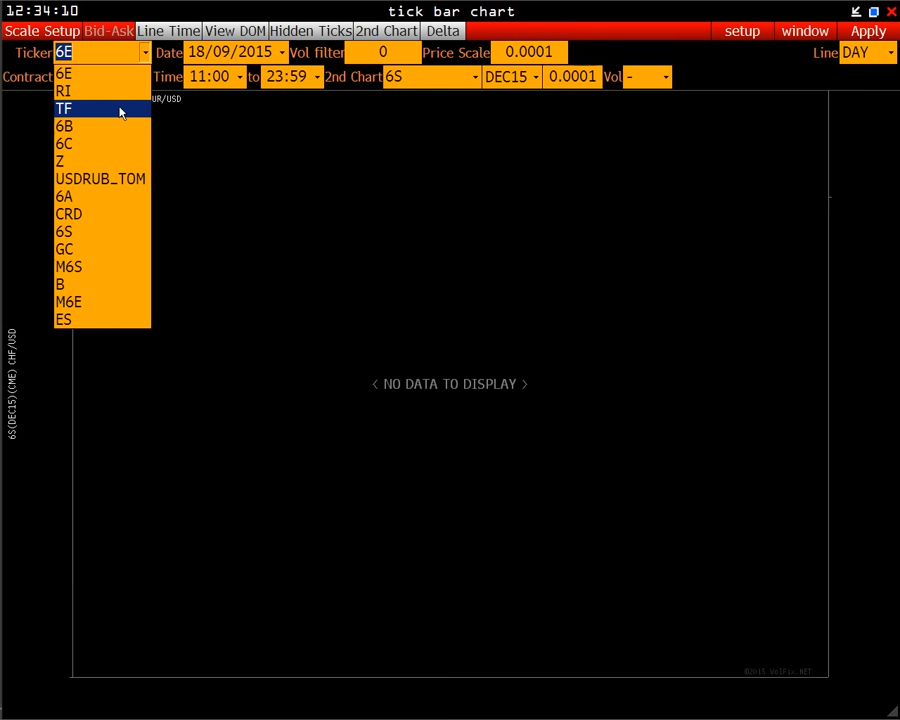 12:34:10 tick bar chart
Scale Setup Bid-Ask Line Time View DOM Hidden Ticks 2nd Chart Delta setup window Apply
Ticker 6E Date 18/09/2015 Vol filter 0 Price Scale 0.0001 Line DAY
Contract Time 11:00 to 23:59 2nd Chart 6S DEC15 0.0001 Vol -
6E
RI
TF
6B
6C
Z
USDRUB_TOM
6A
CRD
6S
GC
M6S
B
M6E
ES
UR/USD
6S(DEC15)(CME) CHF/USD
< NO DATA TO DISPLAY >
©2015 VolFix.NET